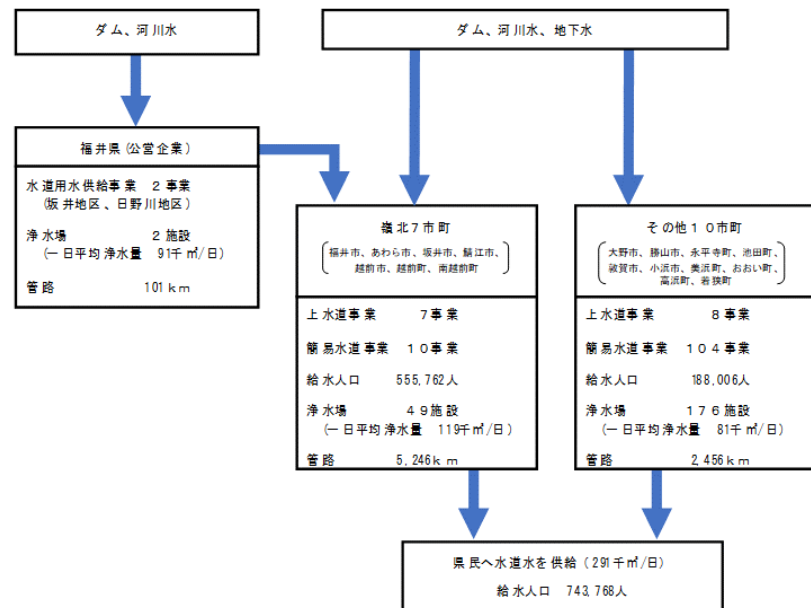 ダム、河川水
ダム、河川水、地下水
福井県(公営企業)
水道用水供給事業 2事業
(坂井地区、日野川地区)
浄水場 2施設
(一日平均浄水量 91千㎥/日)
管路 101km
嶺北7市町
福井市、あわら市、坂井市、鯖江市、
越前市、越前町、南越前町
上水道事業 7事業
簡易水道事業 10事業
給水人口 555,762人
浄水場 49施設
(一日平均浄水量 119千㎥/日)
管路 5,246km
その他10市町
大野市、勝山市、永平寺町、池田町、
敦賀市、小浜市、美浜町、おおい町、
高浜町、若狭町
上水道事業 8事業
簡易水道事業 104事業
給水人口 188,006人
浄水場 176施設
(一日平均浄水量 81千㎥/日)
管路 2,456km
県民へ水道水を供給(291千㎥/日)
給水人口 743,768人